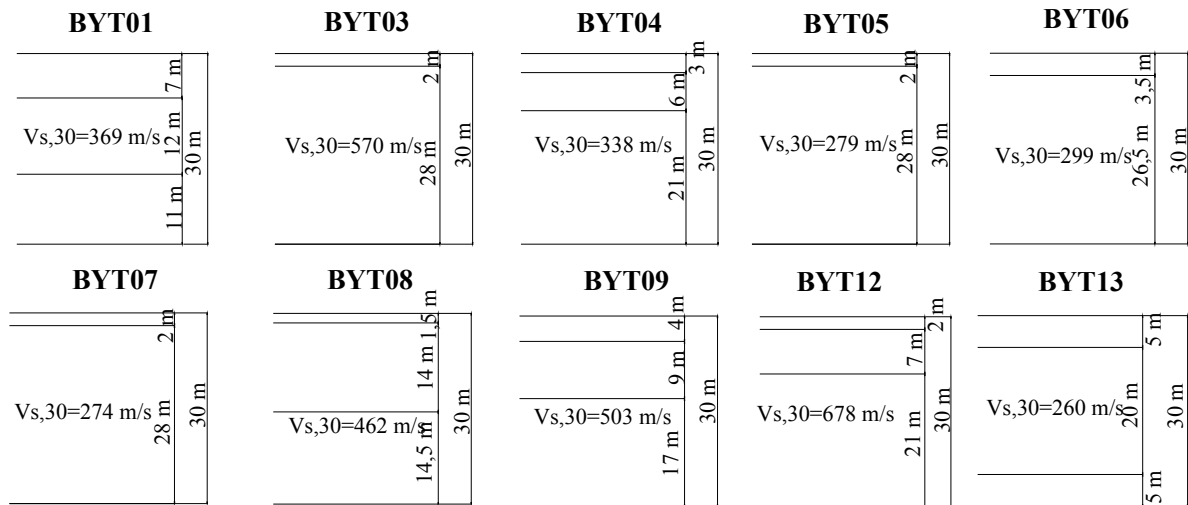 BYT01
7 m
12 m
11 m
30 m
Vs,30=369 m/s
BYT03
2 m
28 m
30 m
Vs,30=570 m/s
BYT04
3 m
6 m
21 m
30 m
Vs,30=338 m/s
BYT05
2 m
28 m
30 m
Vs,30=279 m/s
BYT06
3,5 m
26,5 m
30 m
Vs,30=299 m/s
BYT07
2 m
28 m
30 m
Vs,30=274 m/s
BYT08
1,5 m
14 m
14,5 m
30 m
Vs,30=462 m/s
BYT09
4 m
9 m
17 m
30 m
Vs,30=503 m/s
BYT12
2 m
7 m
21 m
30 m
Vs,30=678 m/s
BYT13
5 m
20 m
5 m
30 m
Vs,30=260 m/s